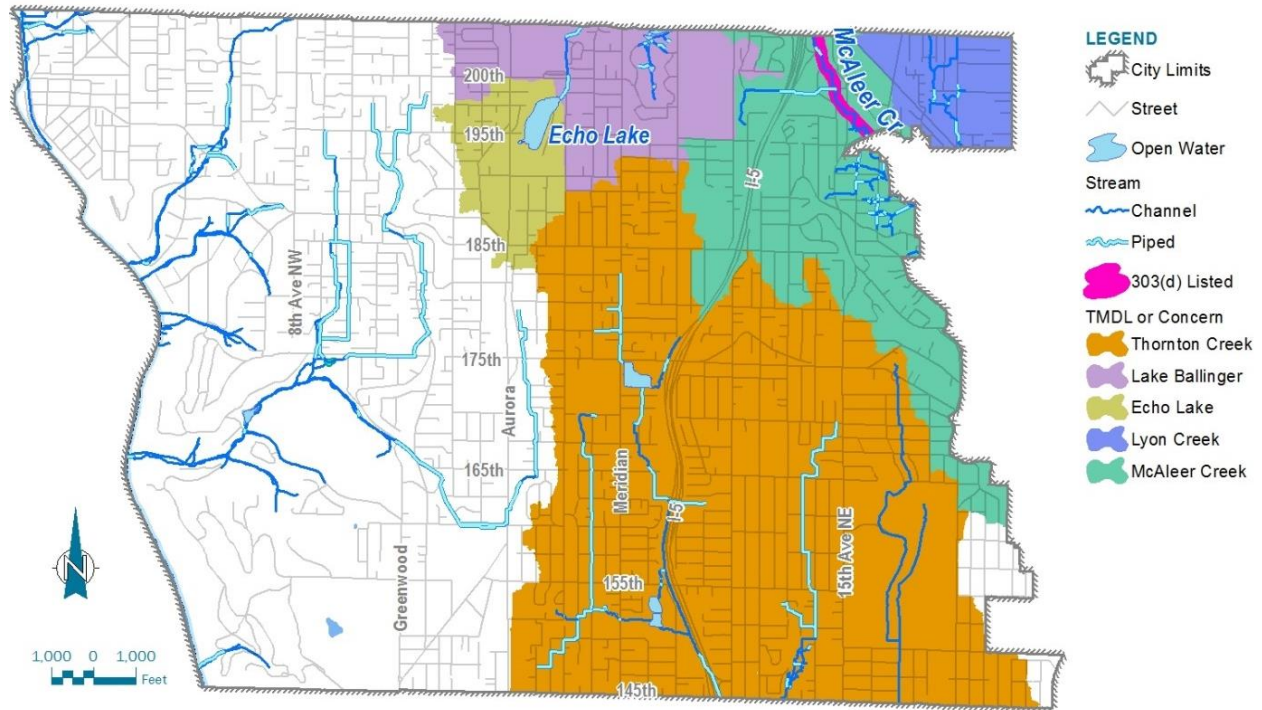 McAleer Cr
200th
195th
Echo Lake
I-5
185th
8th Ave NW
175th
Aurora
165th
Meridian
I-5
155th
15th Ave NE
Greenwood
145th
N
1,000 0 1,000
Feet
LEGEND
City Limits
Street
Open Water
Stream
Channel
Piped
303(d) Listed
TMDL or Concern
Thornton Creek
Lake Ballinger
Echo Lake
Lyon Creek
McAleer Creek